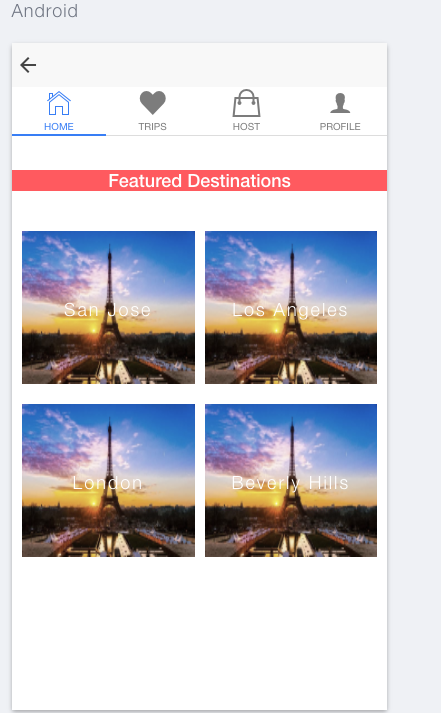 Android
HOME TRIPS HOST PROFILE
Featured Destinations
San Jose Los Angeles
London Beverly Hills